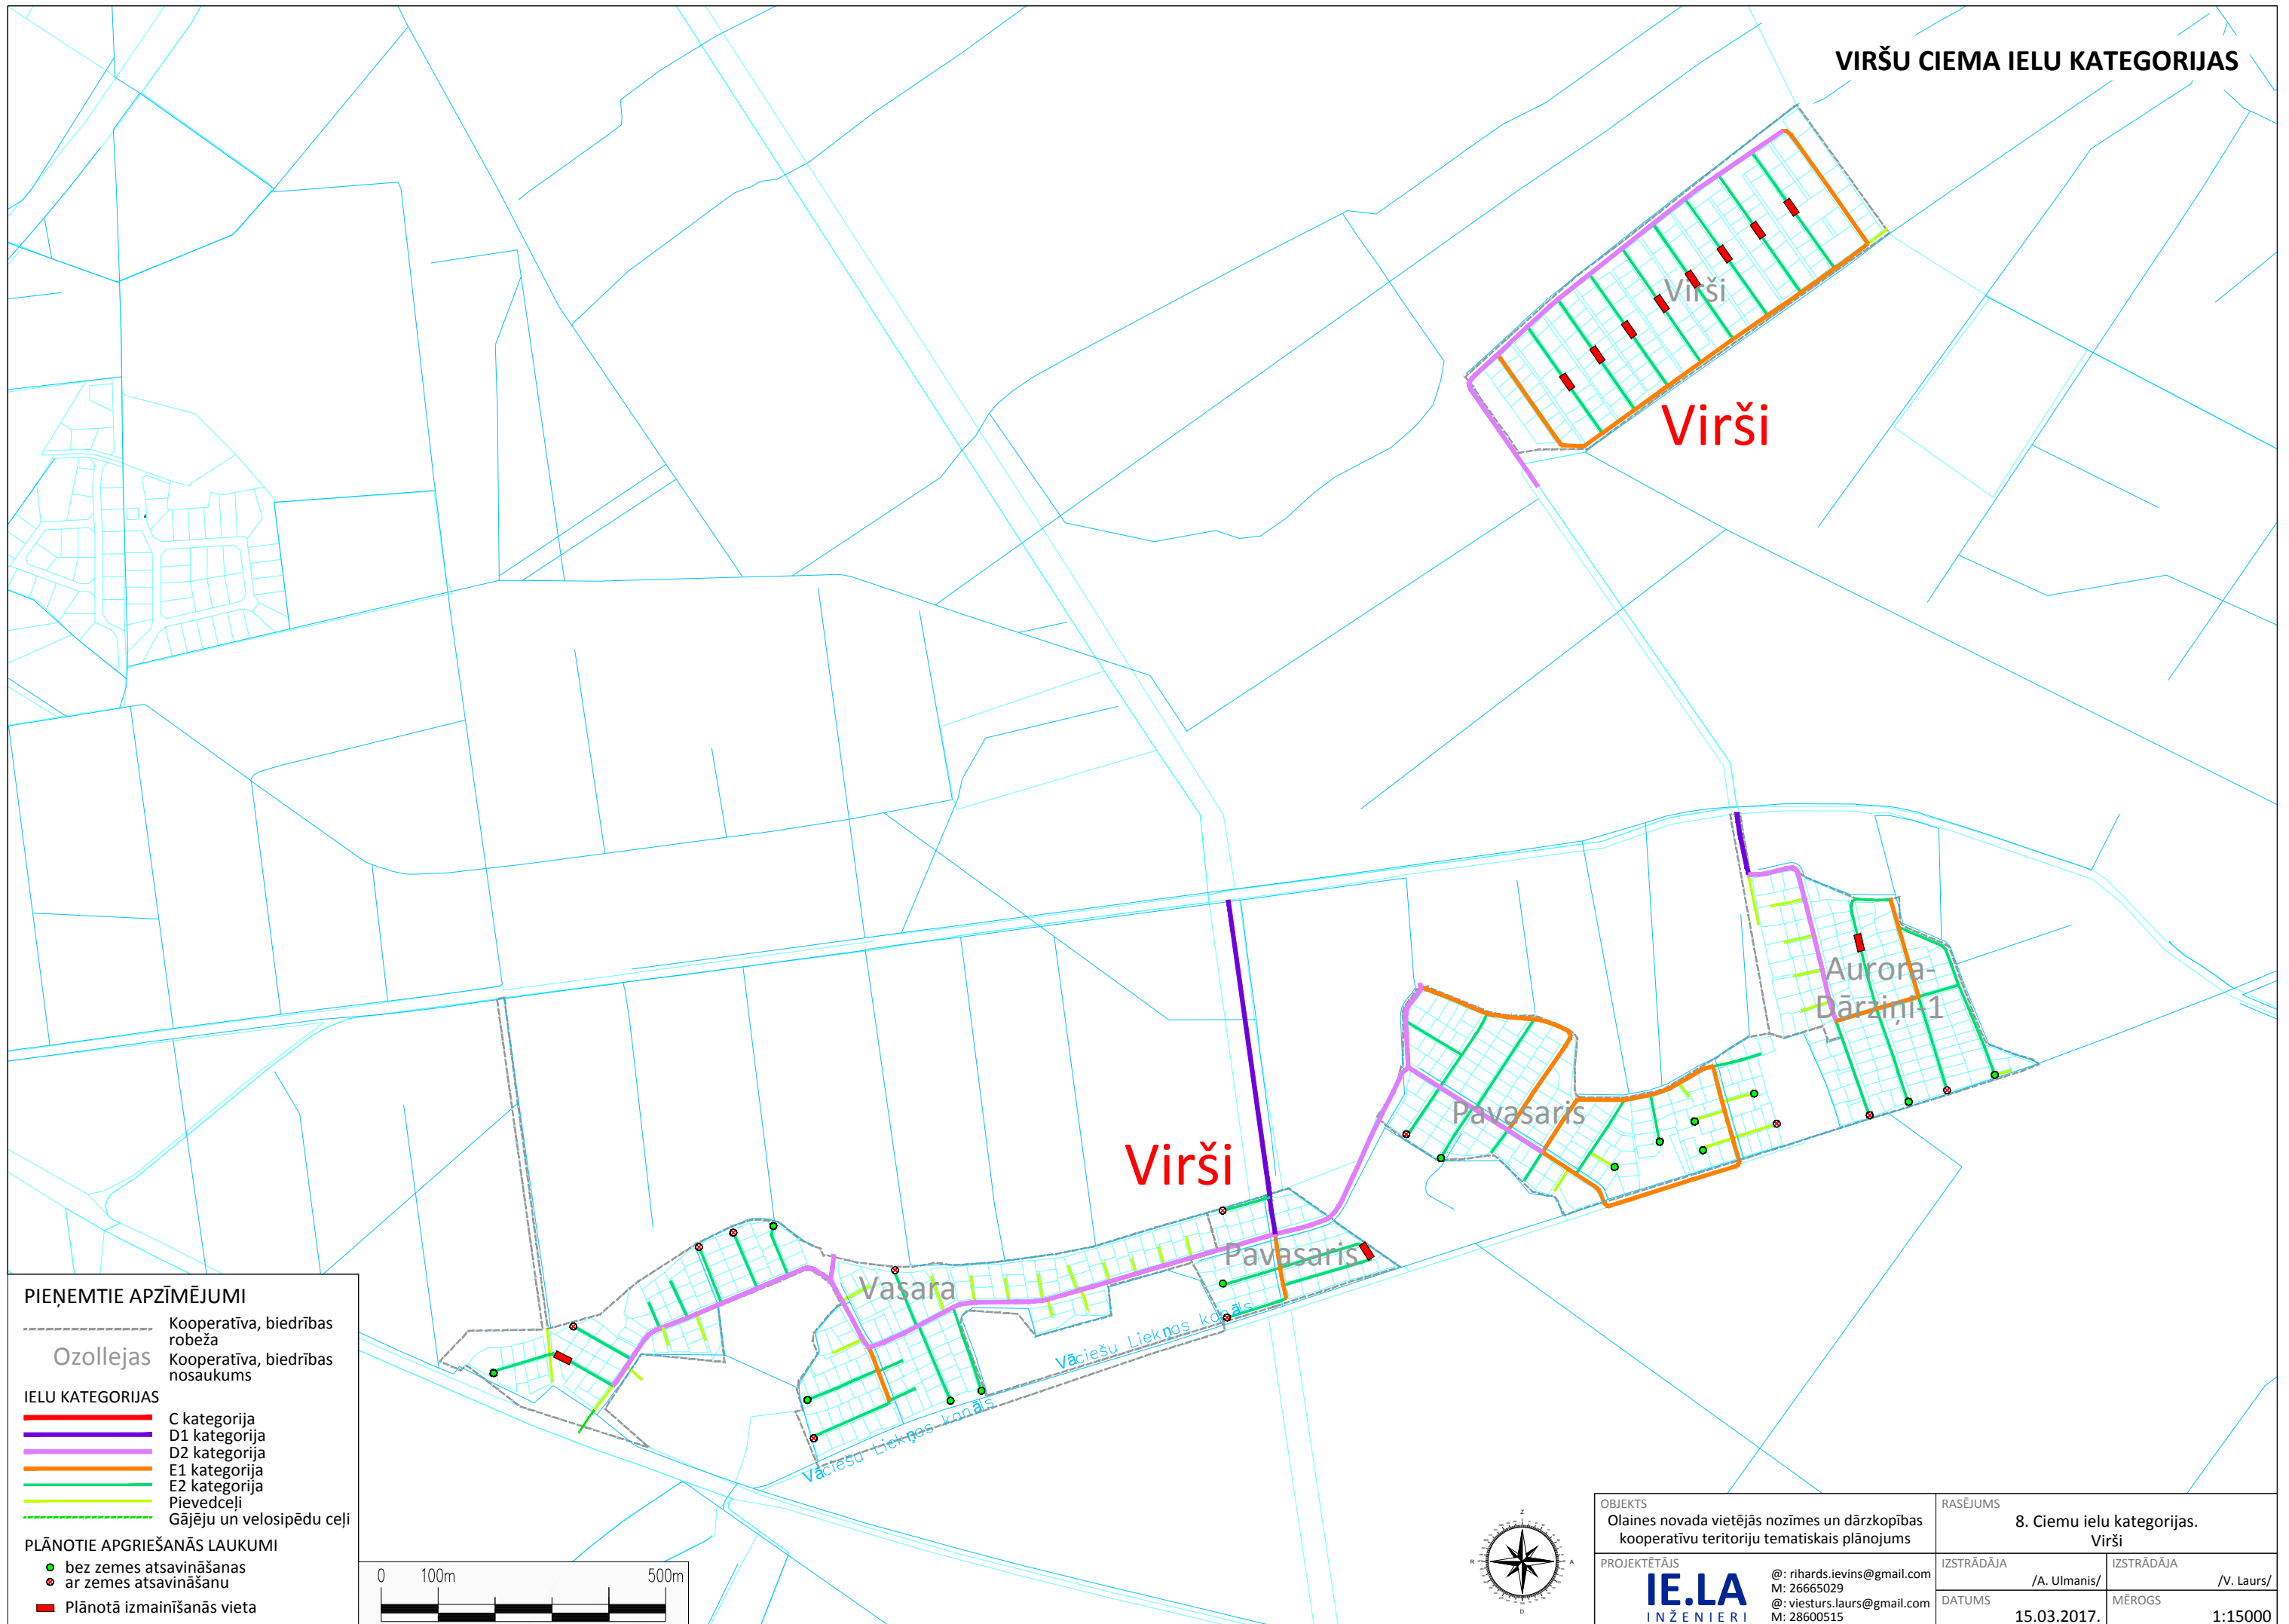 VIRŠU CIEMA IELU KATEGORIJAS
Virši
Virši
Aurora-
Dārziņi-1
Pavasaris
Virši
Pavasaris
Vasara
Vāciešu Liekņas kanāls
Vāciešu Liekņas kanāls
PIEŅEMTIE APZĪMĒJUMI
Kooperatīva, biedrības
robeža
Ozollejas
Kooperatīva, biedrības
nosaukums
IELU KATEGORIJAS
C kategorija
D1 kategorija
D2 kategorija
E1 kategorija
E2 kategorija
Pievedceļi
Gājēju un velosipēdu ceļi
PLĀNOTIE APGRIEŠANĀS LAUKUMI
bez zemes atsavināšanas
ar zemes atsavināšanu
Plānotā izmainīšanās vieta
0 100m 500m
Z
R A
D
OBJEKTS
Olaines novada vietējās nozīmes un dārzkopības
kooperatīvu teritoriju tematiskais plānojums
RASĒJUMS
8. Ciemu ielu kategorijas.
Virši
PROJEKTĒTĀJS
IE.LA
INŽENIERI
@: rihards.ievins@gmail.com
M: 26665029
@: viesturs.laurs@gmail.com
M: 28600515
IZSTRĀDĀJA
/A. Ulmanis/
IZSTRĀDĀJA
/V. Laurs/
DATUMS
15.03.2017.
MĒROGS
1:15000